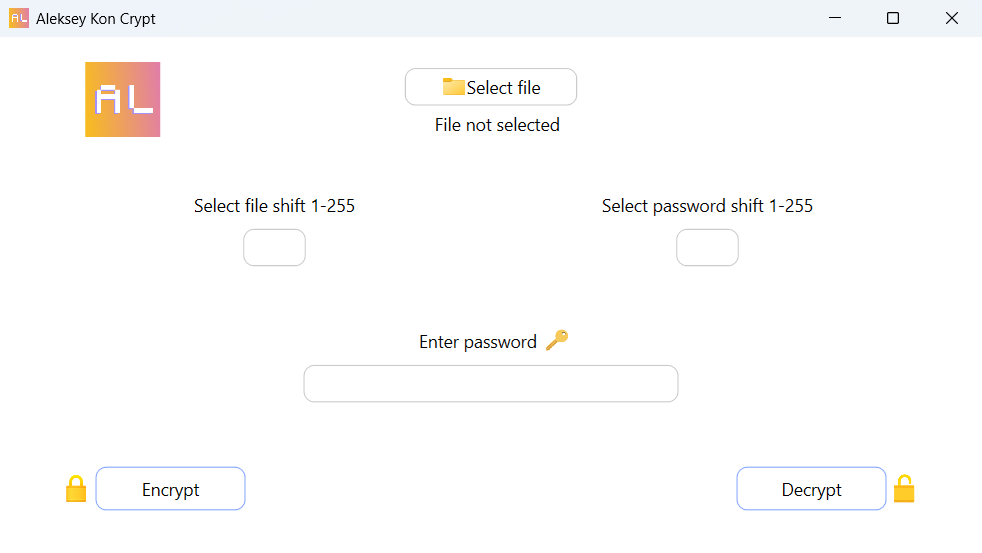 AL Aleksey Kon Crypt
AL
Select file
File not selected
Select file shift 1-255
Select password shift 1-255
Enter password
Encrypt
Decrypt